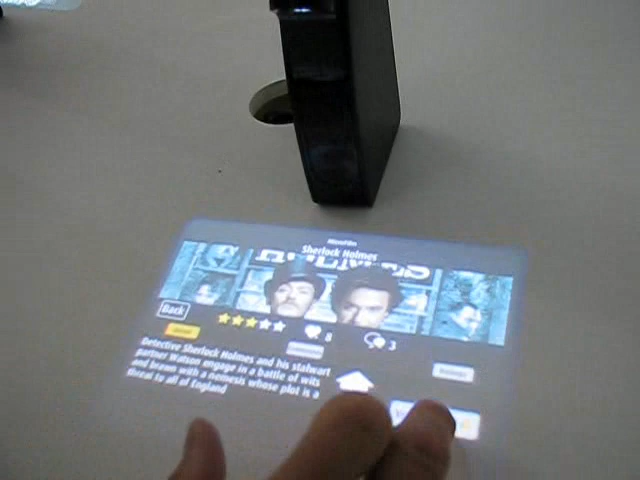 Sherlock Holmes
Back
8
3
Detective Sherlock Holmes and his stalwart
partner Watson engage in a battle of wits
and brawn with a nemesis whose plot is a
threat to all of England